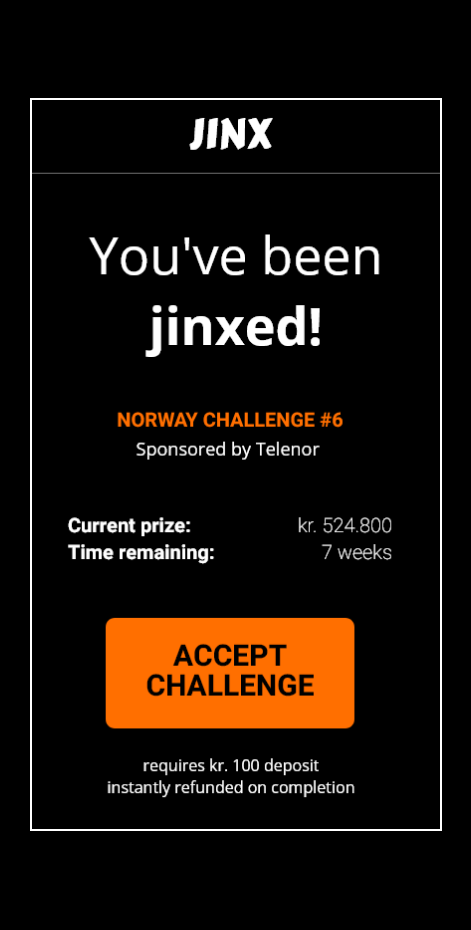 JINX
You've been
jinxed!
NORWAY CHALLENGE #6
Sponsored by Telenor
Current prize: kr. 524.800
Time remaining: 7 weeks
ACCEPT
CHALLENGE
requires kr. 100 deposit
instantly refunded on completion